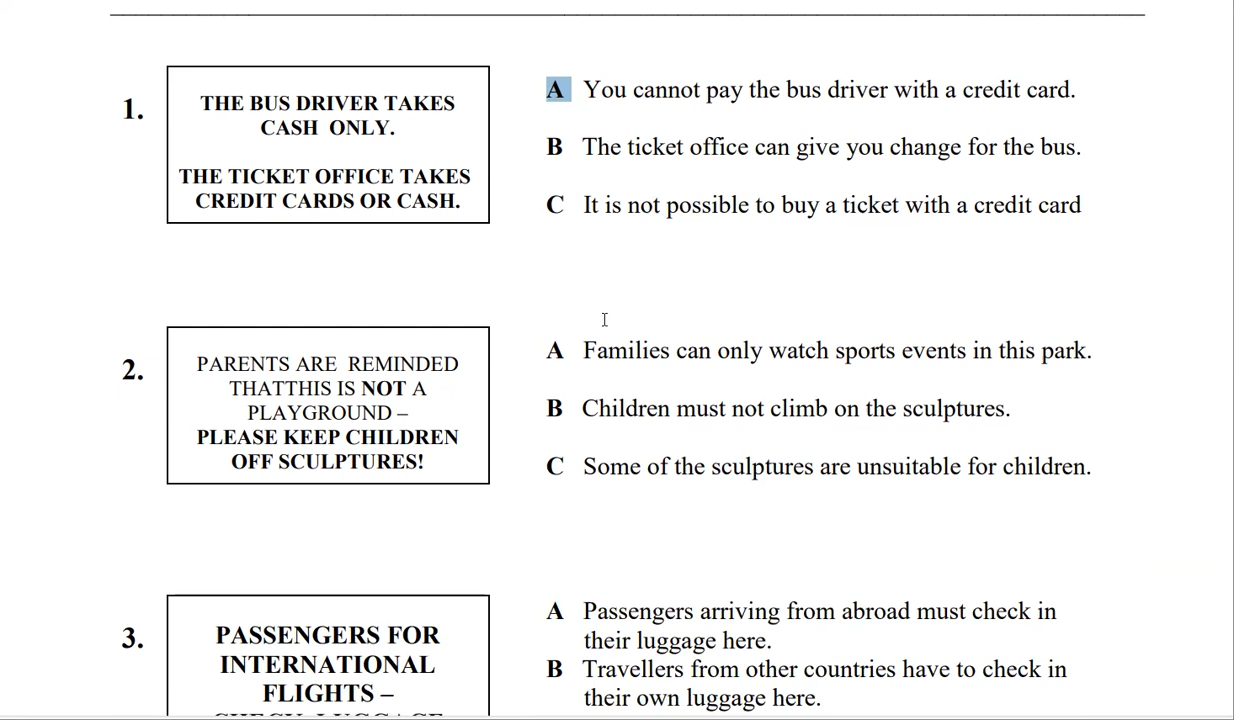 1.
THE BUS DRIVER TAKES
CASH ONLY.
THE TICKET OFFICE TAKES
CREDIT CARDS OR CASH.
A You cannot pay the bus driver with a credit card.
B The ticket office can give you change for the bus.
C It is not possible to buy a ticket with a credit card
2.
PARENTS ARE REMINDED
THATTHIS IS NOT A
PLAYGROUND –
PLEASE KEEP CHILDREN
OFF SCULPTURES!
A Families can only watch sports events in this park.
B Children must not climb on the sculptures.
C Some of the sculptures are unsuitable for children.
3.
PASSENGERS FOR
INTERNATIONAL
FLIGHTS –
CHECK LUGGAGE
A Passengers arriving from abroad must check in
their luggage here.
B Travellers from other countries have to check in
their own luggage here.